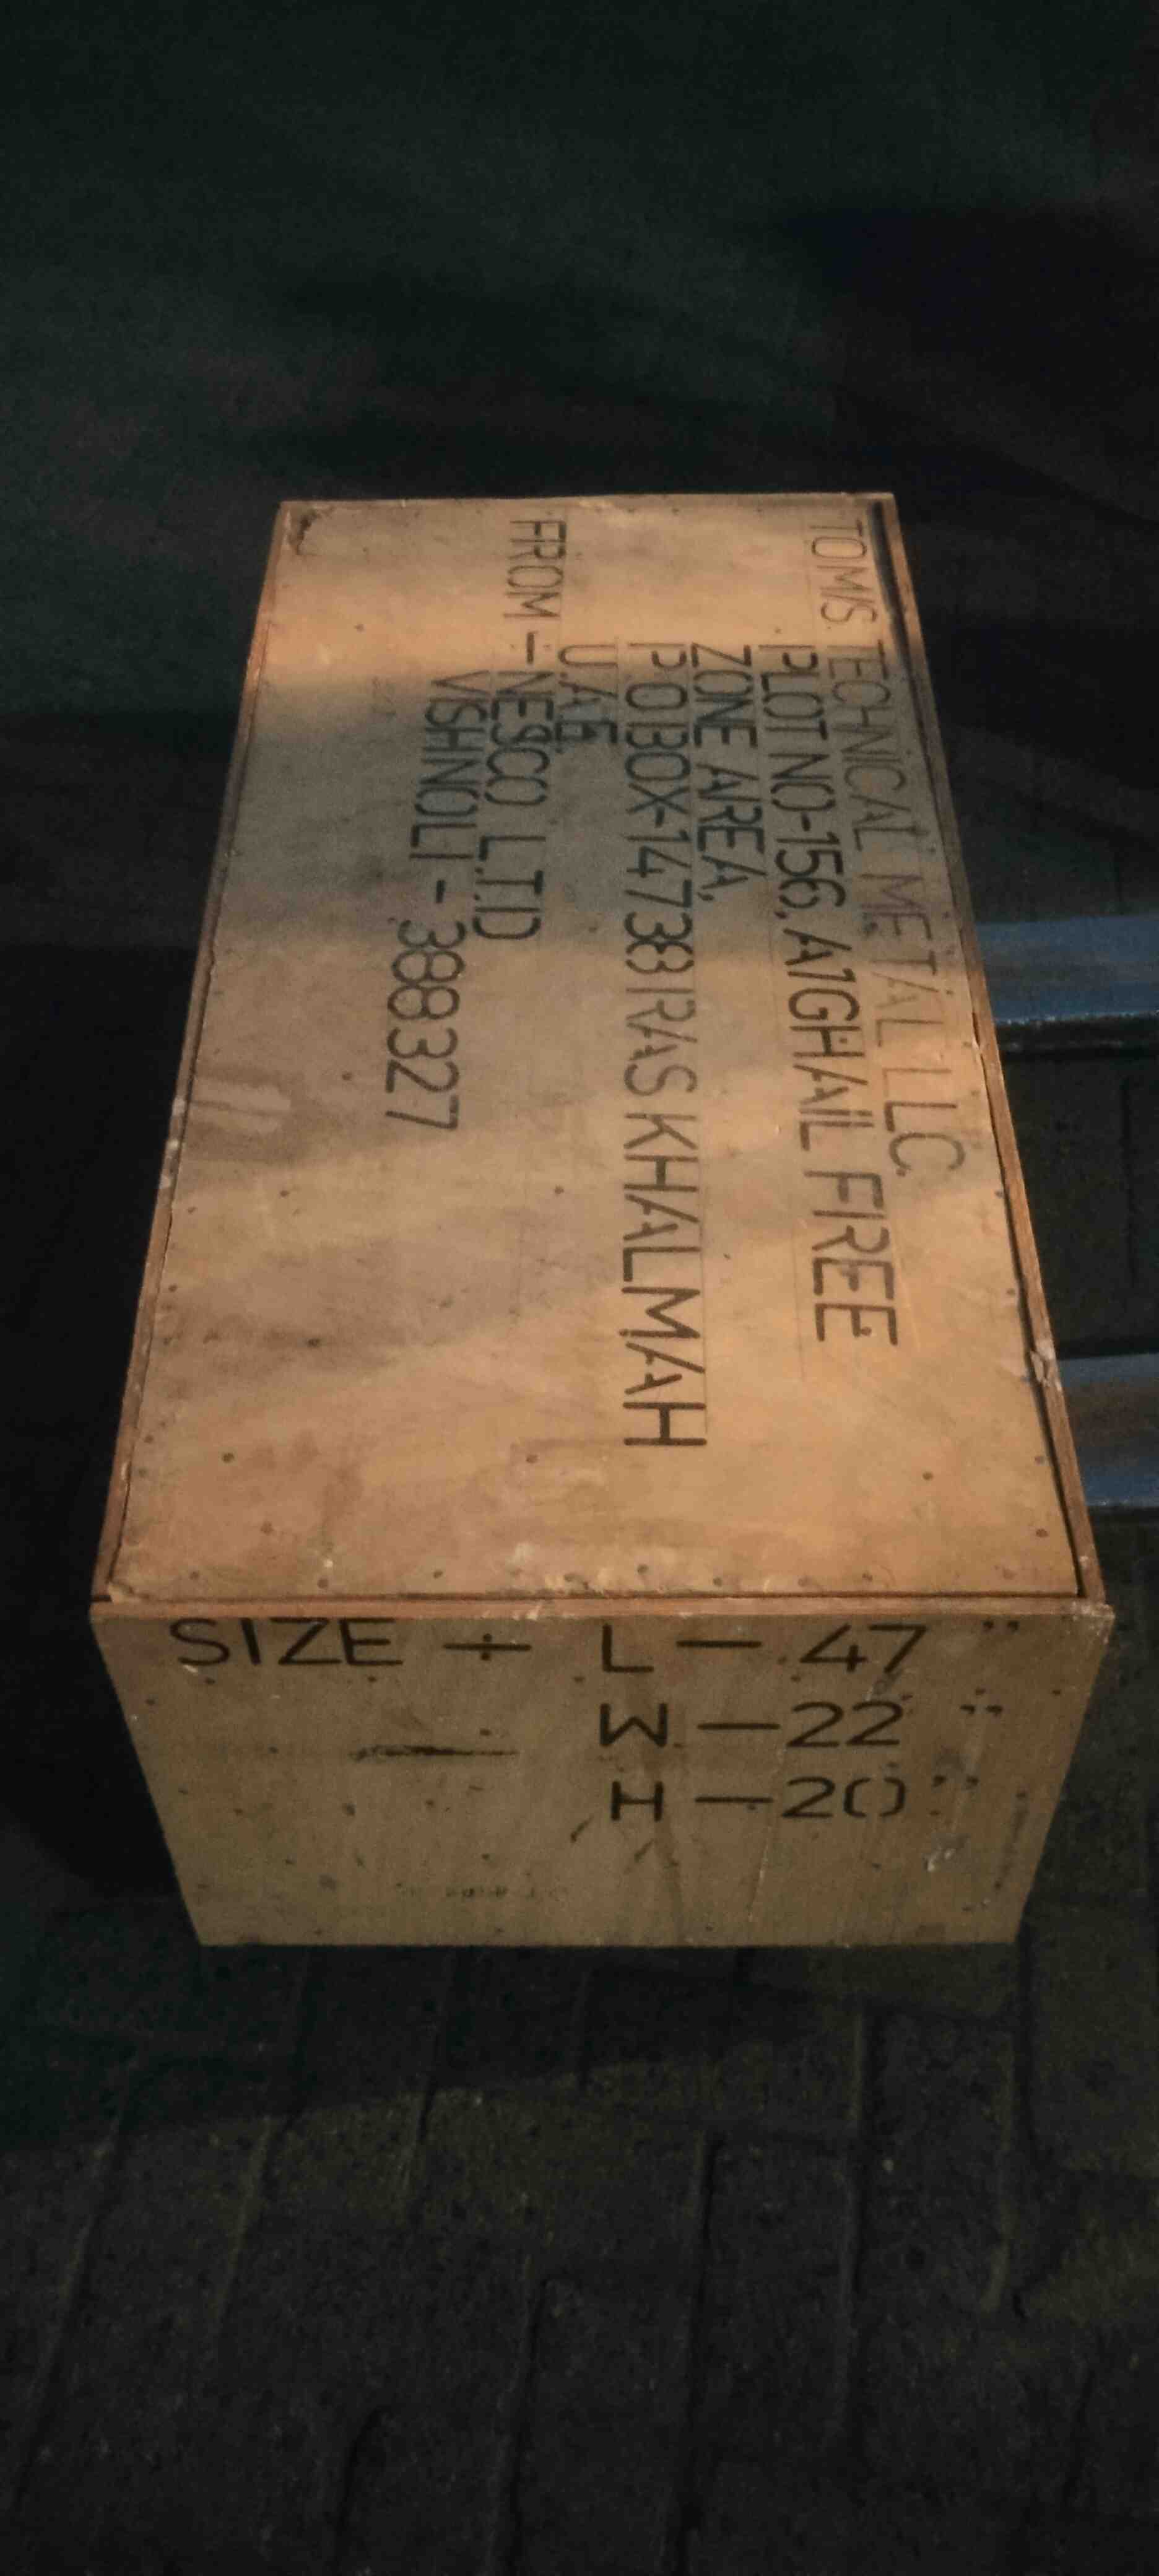 TO M/S. TECHNICAL METAL LLC.
PLOT NO-156, A1GHAIL FREE
ZONE AREA,
P O BOX-14738 RAS KHALMAH
U.A.E
FROM - NESCO L.T.D
VISHNOLI - 388327
SIZE ÷ L - 47 "
W - 22 "
H - 20 "